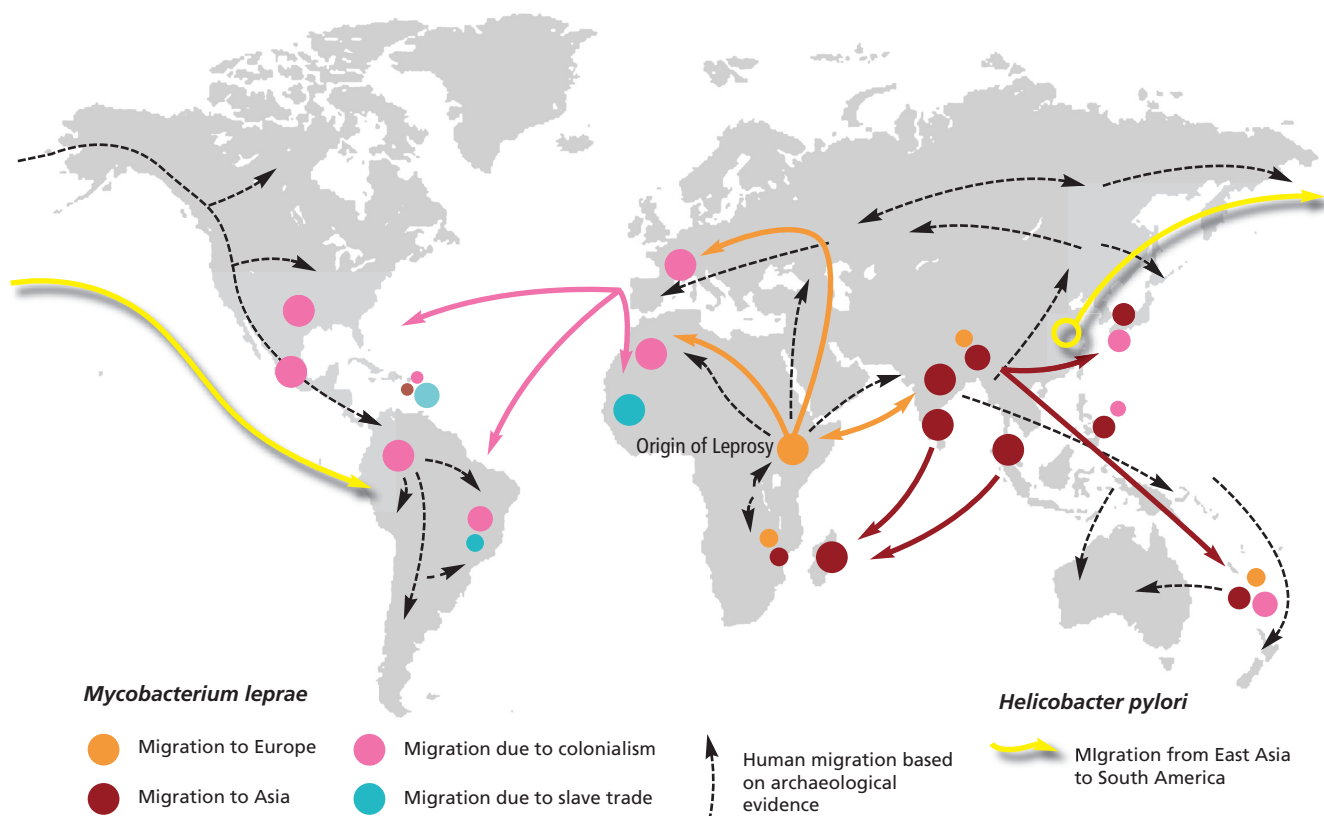 Origin of Leprosy
Mycobacterium leprae
Migration to Europe
Migration to Asia
Migration due to colonialism
Migration due to slave trade
Human migration based
on archaeological
evidence
Helicobacter pylori
MIgration from East Asia
to South America